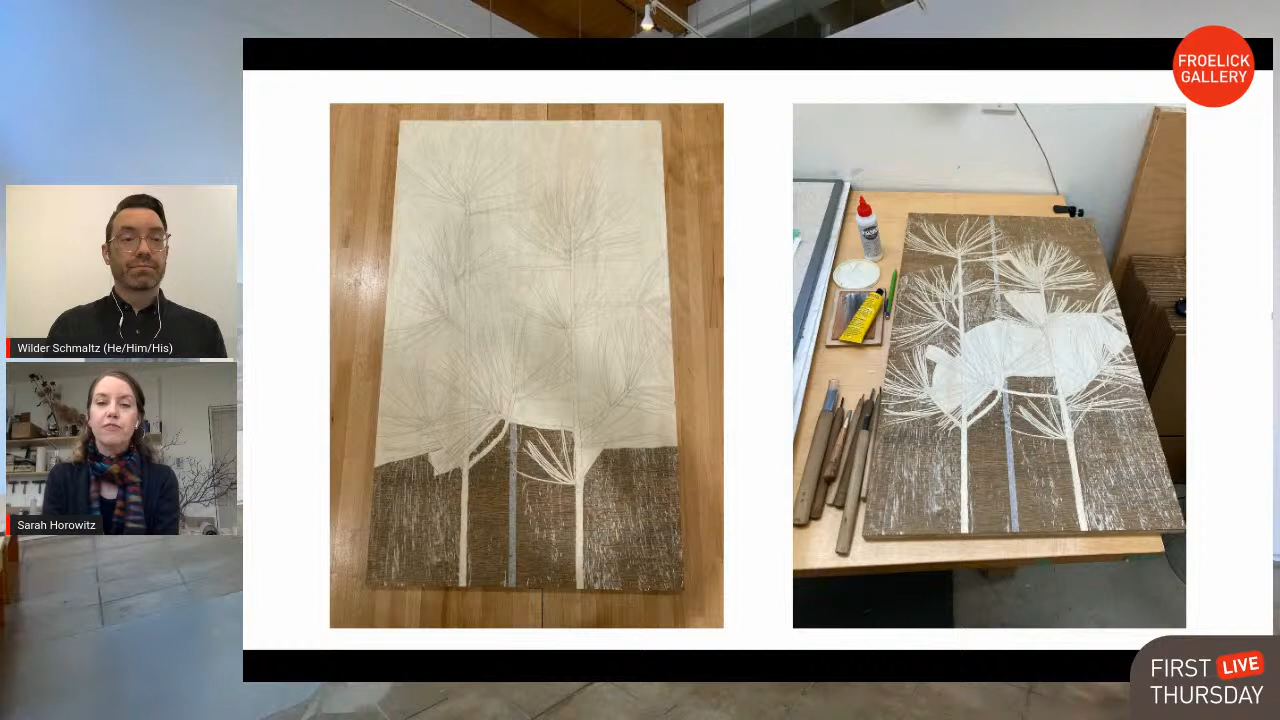 FROELICK
GALLERY
Wilder Schmaltz (He/Him/His)
Sarah Horowitz
FIRST LIVE
THURSDAY